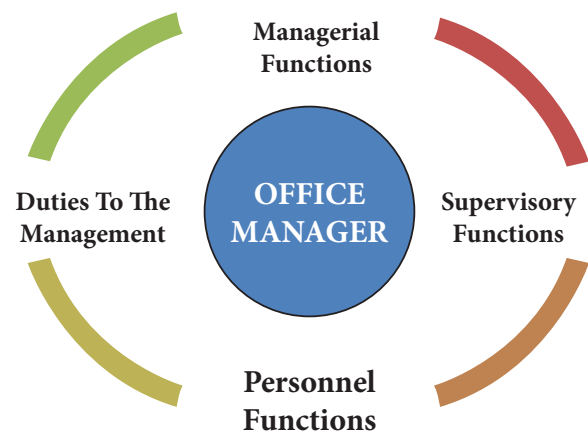 Managerial
Functions
Duties To The
Management
OFFICE
MANAGER
Supervisory
Functions
Personnel
Functions